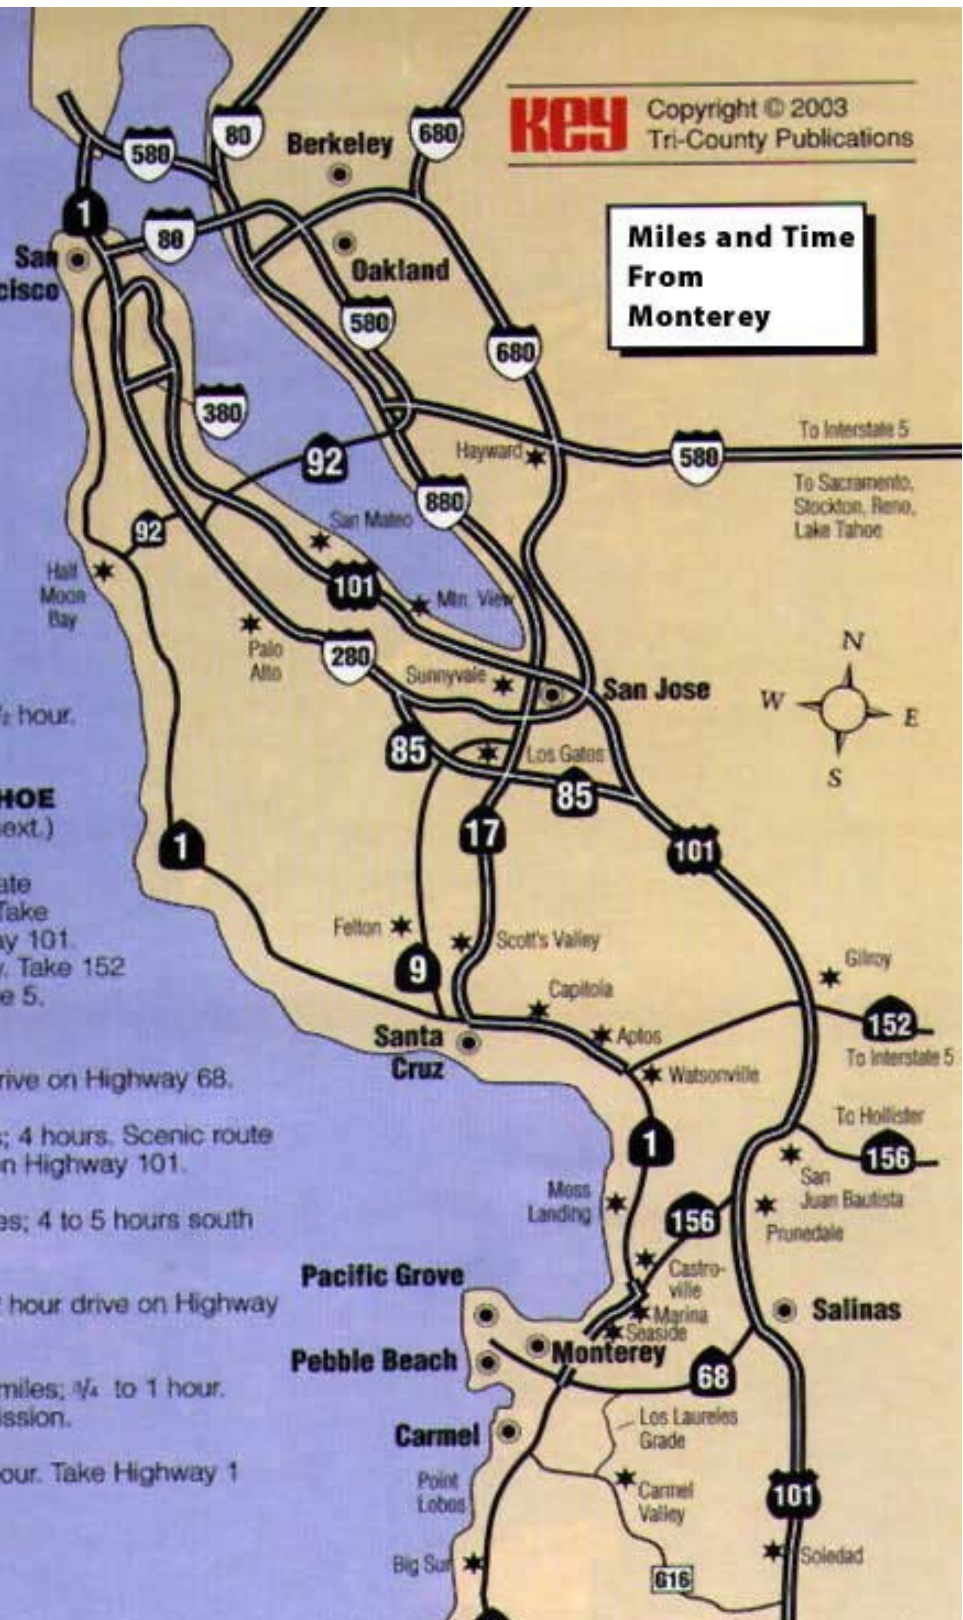 80
680
580
Berkeley
KEY
Copyright © 2003
Tri-County Publications
1
80
San
cisco
Oakland
Miles and Time
From
Monterey
580
680
380
92
Hayward
580
To Interstate 5
To Sacramento,
Stockton, Reno,
Lake Tahoe
880
92
San Mateo
Half
Moon
Bay
101
Mtn. View
Palo
Alto
280
Sunnyvale
San Jose
N
W
E
S
½ hour.
85
Los Gatos
85
HOE
next.)
17
1
101
ate
Take
ay 101.
y. Take 152
e 5.
Felton
Scott's Valley
9
Gilroy
Capitola
152
Santa
Cruz
Aptos
To Interstate 5
Watsonville
rive on Highway 68.
s; 4 hours. Scenic route
on Highway 101.
1
To Hollister
156
San
Juan Bautista
Moss
Landing
156
Prunedale
es; 4 to 5 hours south
Castro-
ville
Pacific Grove
hour drive on Highway
Marina
Salinas
Seaside
Pebble Beach
Monterey
68
miles; ¾ to 1 hour.
ission.
Carmel
Los Laureles
Grade
Point
Lobos
Carmel
Valley
101
our. Take Highway 1
Big Sur
G16
Soledad